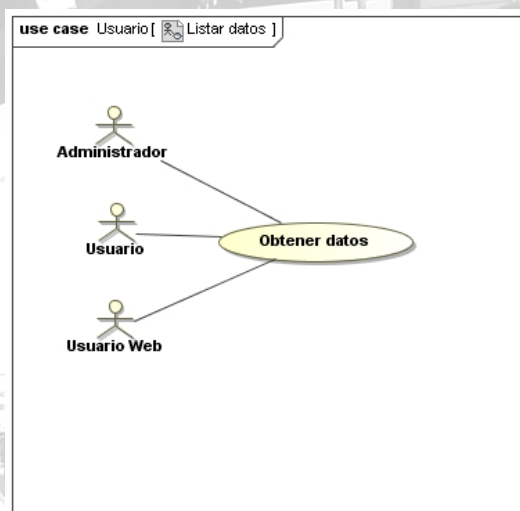 use case Usuario [ Listar datos ]
Administrador
Usuario
Obtener datos
Usuario Web